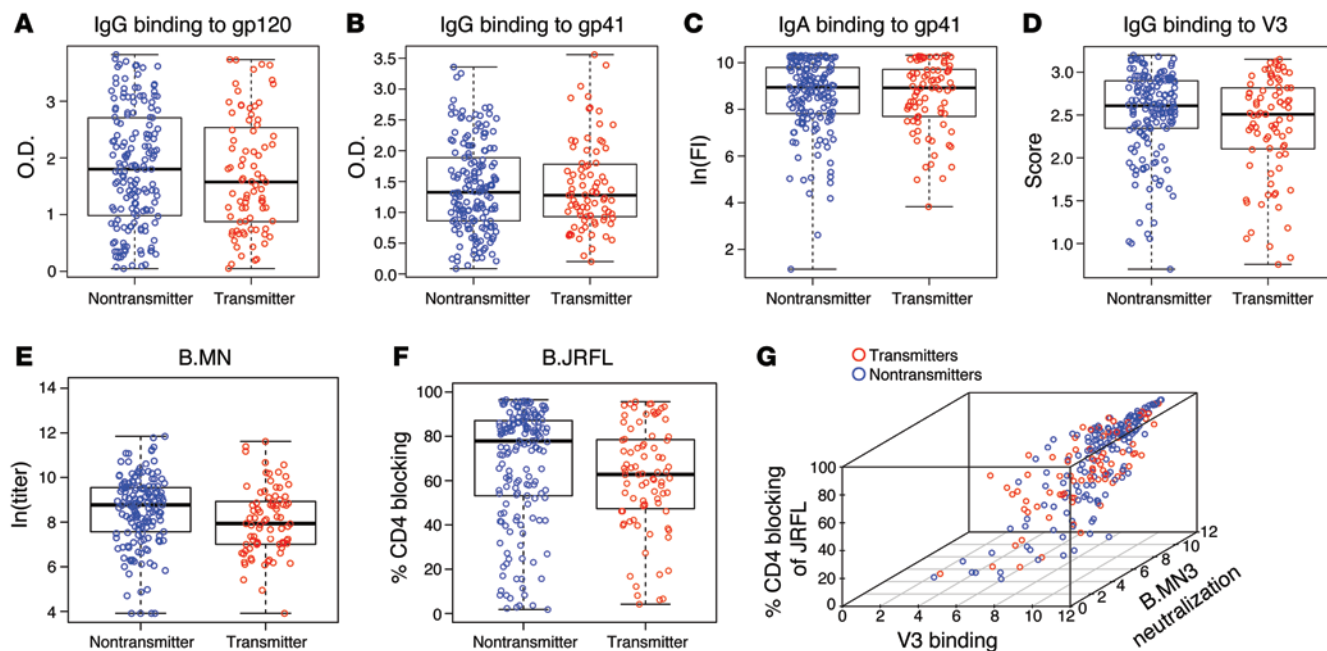 A
IgG binding to gp120
O.D.
3
2
1
0
Nontransmitter
Transmitter
B
IgG binding to gp41
O.D.
3.5
3.0
2.5
2.0
1.5
1.0
0.5
0.0
Nontransmitter
Transmitter
C
IgA binding to gp41
ln(FI)
10
8
6
4
2
Nontransmitter
Transmitter
D
IgG binding to V3
Score
3.0
2.5
2.0
1.5
1.0
Nontransmitter
Transmitter
E
B.MN
ln(titer)
14
12
10
8
6
4
Nontransmitter
Transmitter
F
B.JRFL
% CD4 blocking
100
80
60
40
20
0
Nontransmitter
Transmitter
G
Transmitters
Nontransmitters
% CD4 blocking
of JRFL
100
80
60
40
20
0
0 2 4 6 8 10 12
V3 binding
0 2 4 6 8 10 12
B.MN3
neutralization